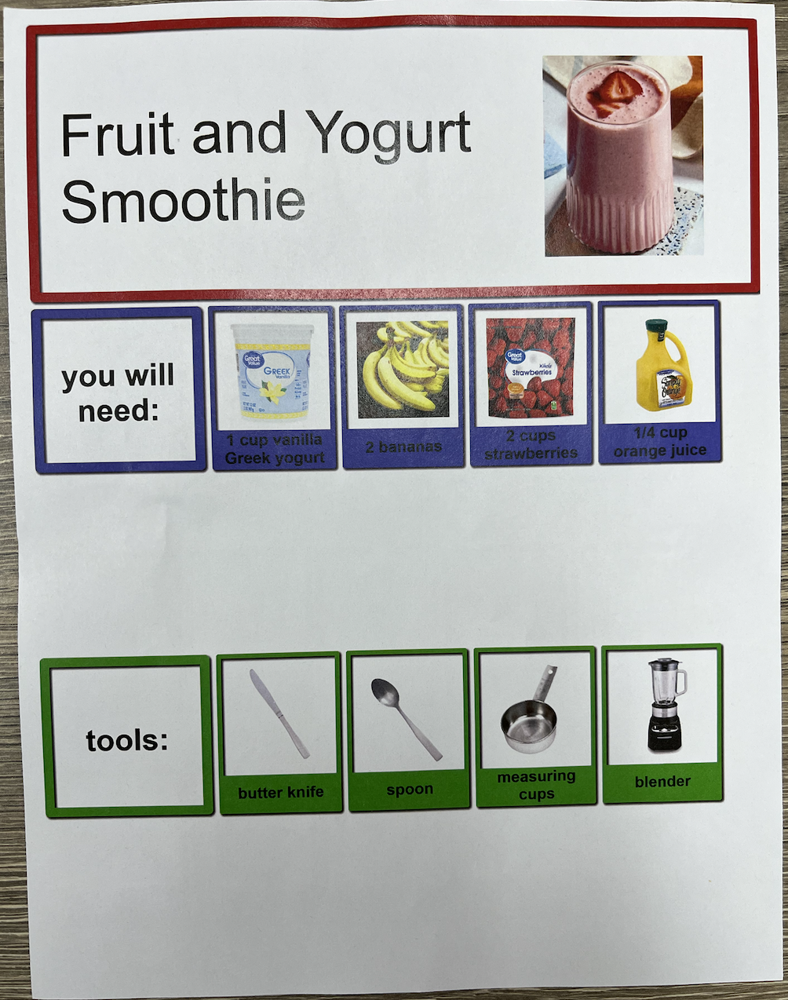 Fruit and Yogurt
Smoothie
you will
need:
Great
Value
GREEK
Vanilla
1 cup vanilla
Greek yogurt
2 bananas
Great
Value
Whole
Strawberries
2 cups
strawberries
Simply
Orange
1/4 cup
orange juice
tools:
butter knife
spoon
measuring
cups
blender